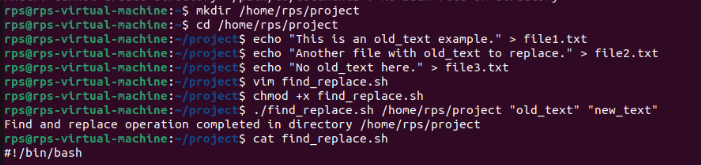 rps@rps-virtual-machine:~$ mkdir /home/rps/project
rps@rps-virtual-machine:~$ cd /home/rps/project
rps@rps-virtual-machine:~/project$ echo "This is an old_text example." > file1.txt
rps@rps-virtual-machine:~/project$ echo "Another file with old_text to replace." > file2.txt
rps@rps-virtual-machine:~/project$ echo "No old_text here." > file3.txt
rps@rps-virtual-machine:~/project$ vim find_replace.sh
rps@rps-virtual-machine:~/project$ chmod +x find_replace.sh
rps@rps-virtual-machine:~/project$ ./find_replace.sh /home/rps/project "old_text" "new_text"
Find and replace operation completed in directory /home/rps/project
rps@rps-virtual-machine:~/project$ cat find_replace.sh
#!/bin/bash